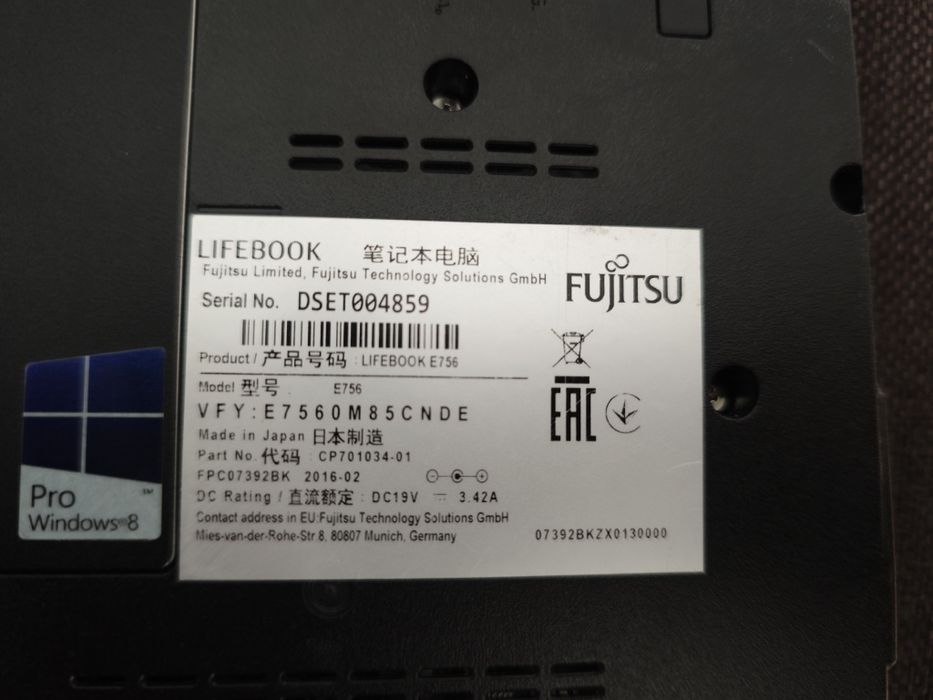 LIFEBOOK 笔记本电脑
Fujitsu Limited, Fujitsu Technology Solutions GmbH
FUJITSU
Serial No. DSET004859
Product / 产品号码 : LIFEBOOK E756
Model 型号 : E756
VFY:E7560M85CNDE
Made in Japan 日本制造
Part No. 代码 : CP701034-01
FPC07392BK 2016-02
DC Rating / 直流额定 : DC19V ⎓ 3.42A
Contact address in EU:Fujitsu Technology Solutions GmbH
Mies-van-der-Rohe-Str.8, 80807 Munich, Germany
07392BKZX0130000
EAC
Pro
Windows®8